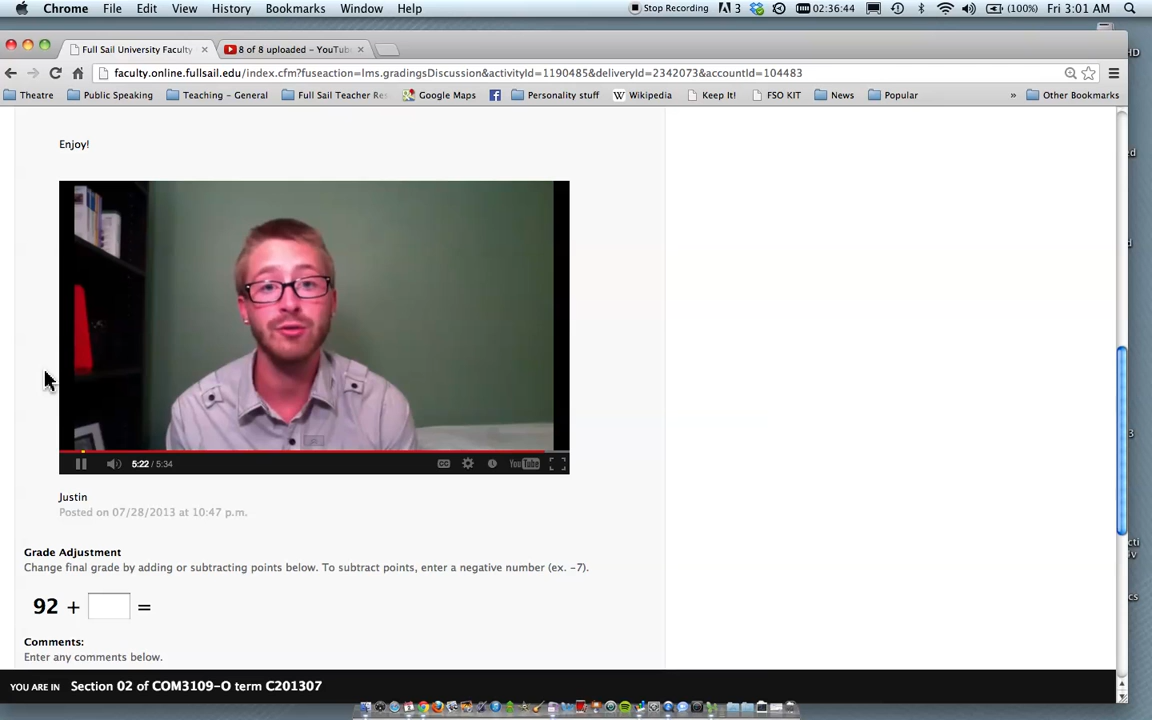 Chrome File Edit View History Bookmarks Window Help Stop Recording 3 02:36:44 (100%) Fri 3:01 AM
Full Sail University Faculty 8 of 8 uploaded – YouTube
faculty.online.fullsail.edu/index.cfm?fuseaction=lms.gradingsDiscussion&activityId=1190485&deliveryId=2342073&accountId=104483
Theatre Public Speaking Teaching – General Full Sail Teacher Res Google Maps Personality stuff Wikipedia Keep It! FSO KIT News Popular » Other Bookmarks
Enjoy!
5:22 / 5:34 CC YouTube
Justin
Posted on 07/28/2013 at 10:47 p.m.
Grade Adjustment
Change final grade by adding or subtracting points below. To subtract points, enter a negative number (ex. -7).
92 + =
Comments:
Enter any comments below.
YOU ARE IN Section 02 of COM3109-O term C201307